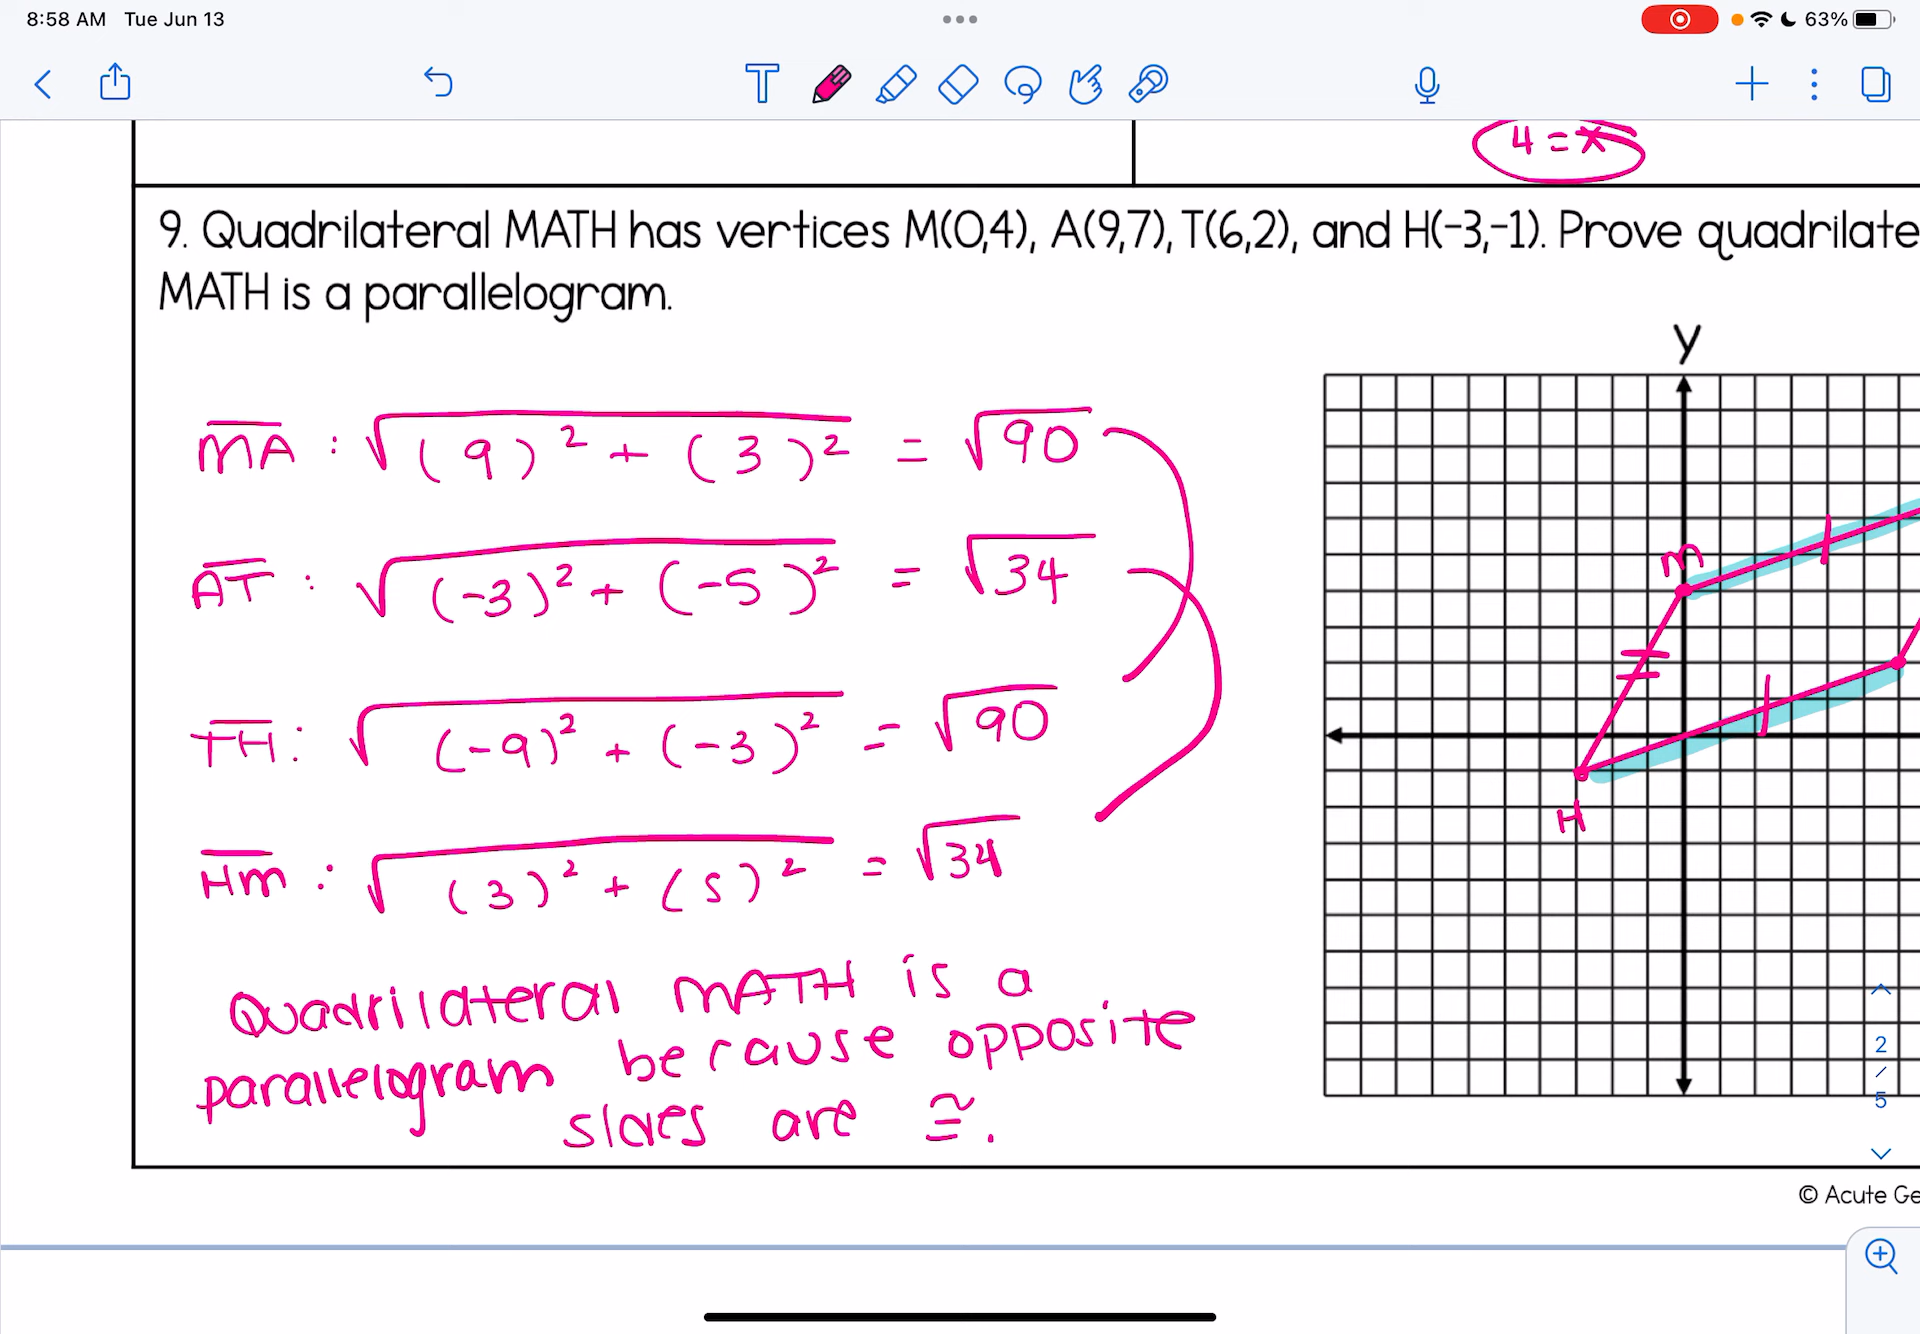 8:58 AM Tue Jun 13
63%
T
4 = x
9. Quadrilateral MATH has vertices M(0,4), A(9,7), T(6,2), and H(-3,-1). Prove quadrilate
MATH is a parallelogram.
y
MA : √(9)² + (3)² = √90
AT : √(-3)² + (-5)² = √34
TH : √(-9)² + (-3)² = √90
Hm : √(3)² + (5)² = √34
m
H
Quadrilateral MATH is a
parallelogram because opposite
sides are ≅.
2
/
5
© Acute Ge